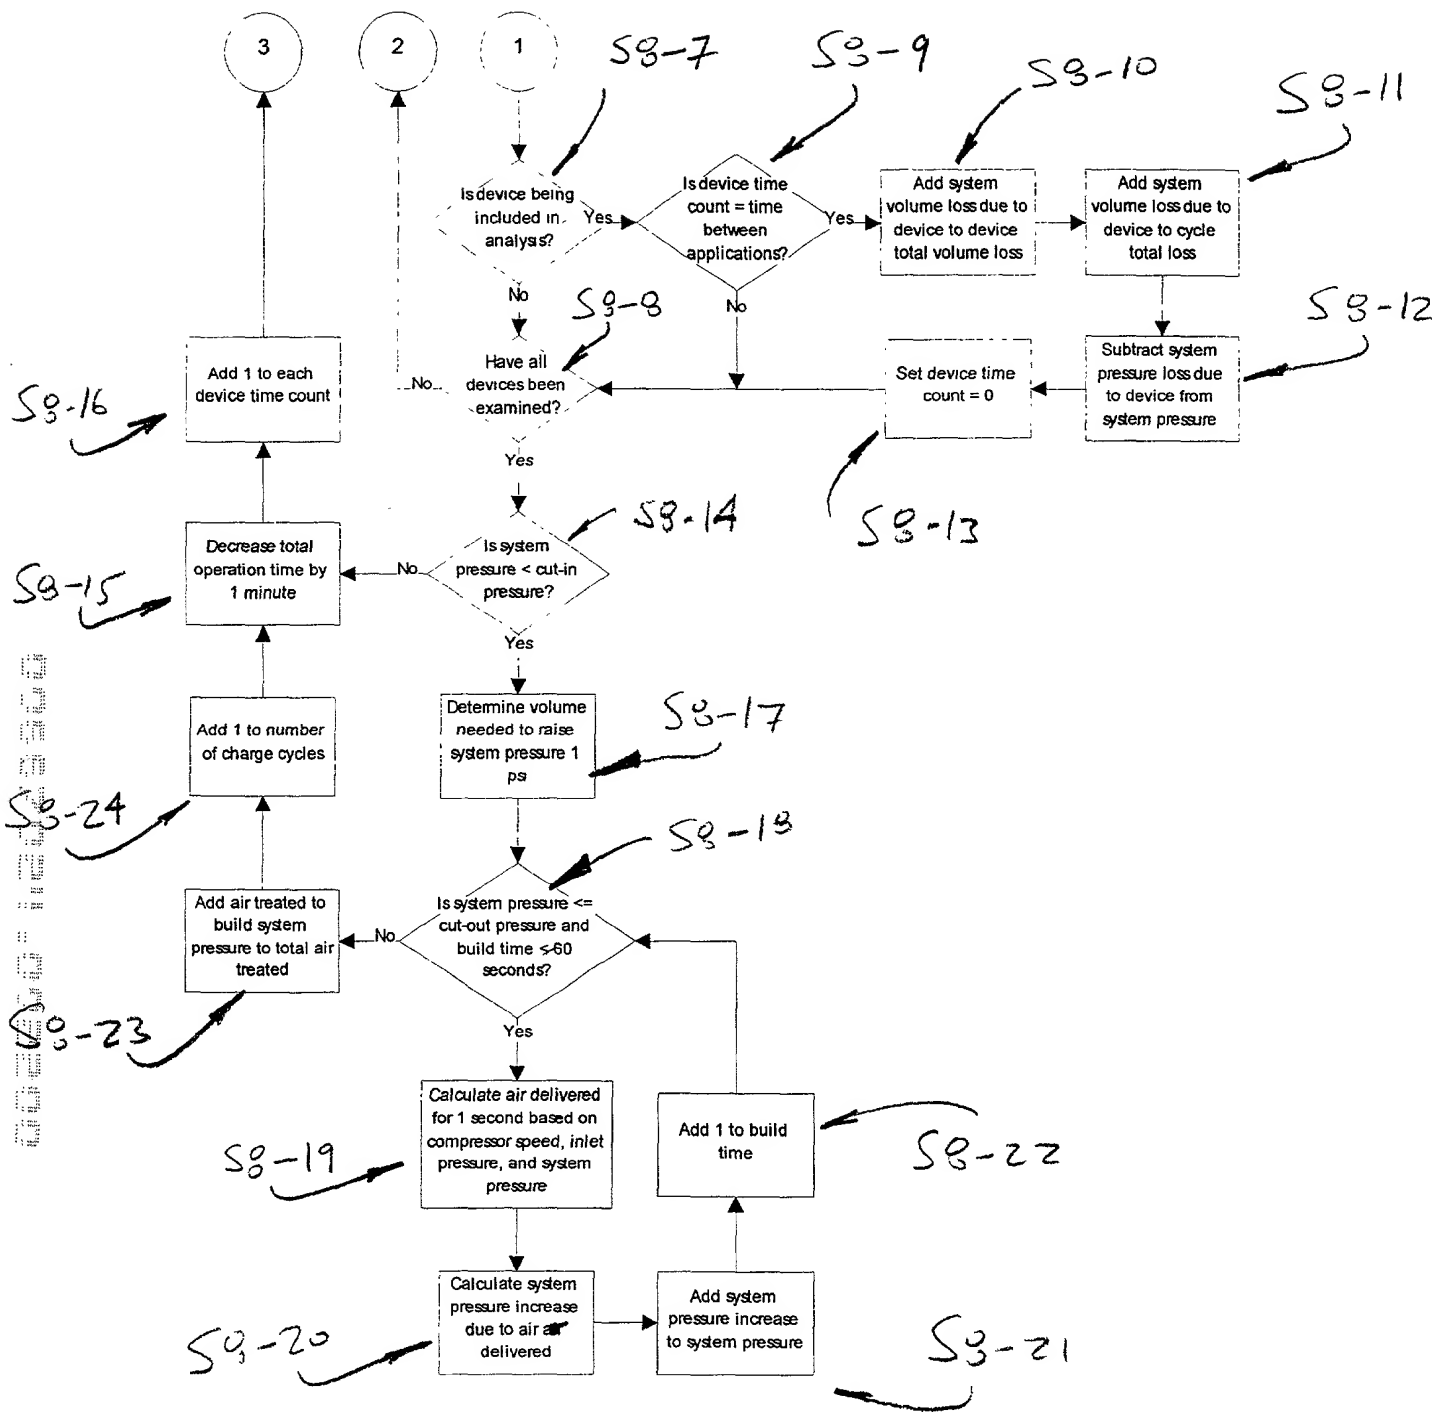 3
2
1
S8-7
S8-9
S8-10
S8-11
Is device being
included in
analysis?
Yes
No
Is device time
count = time
between
applications?
Yes
No
Add system
volume loss due to
device to device
total volume loss
Add system
volume loss due to
device to cycle
total loss
S8-8
S8-12
Have all
devices been
examined?
No
Yes
Set device time
count = 0
Subtract system
pressure loss due
to device from
system pressure
S8-13
Add 1 to each
device time count
S8-16
S8-14
Is system
pressure < cut-in
pressure?
No
Yes
Decrease total
operation time by
1 minute
S8-15
Determine volume
needed to raise
system pressure 1
psi
S8-17
Add 1 to number
of charge cycles
S8-24
S8-18
Is system pressure <=
cut-out pressure and
build time <=60
seconds?
No
Yes
Add air treated to
build system
pressure to total air
treated
S8-23
Calculate air delivered
for 1 second based on
compressor speed, inlet
pressure, and system
pressure
S8-19
Add 1 to build
time
S8-22
Calculate system
pressure increase
due to air
delivered
S8-20
Add system
pressure increase
to system pressure
S8-21